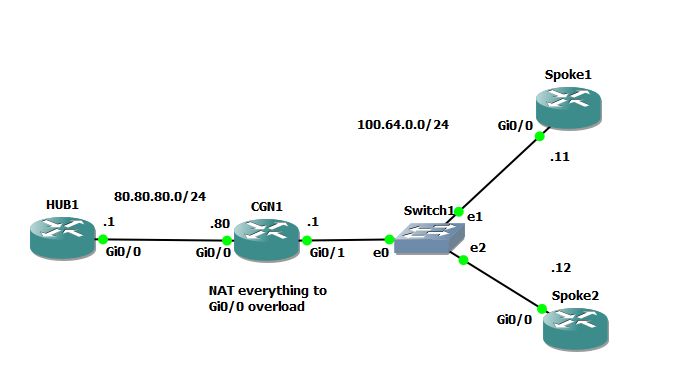 Spoke1
100.64.0.0/24
Gi0/0
.11
80.80.80.0/24
HUB1
CGN1
.1
.80
.1
Switch1
e1
Gi0/0
Gi0/0
Gi0/1
e0
e2
.12
NAT everything to
Gi0/0 overload
Spoke2
Gi0/0